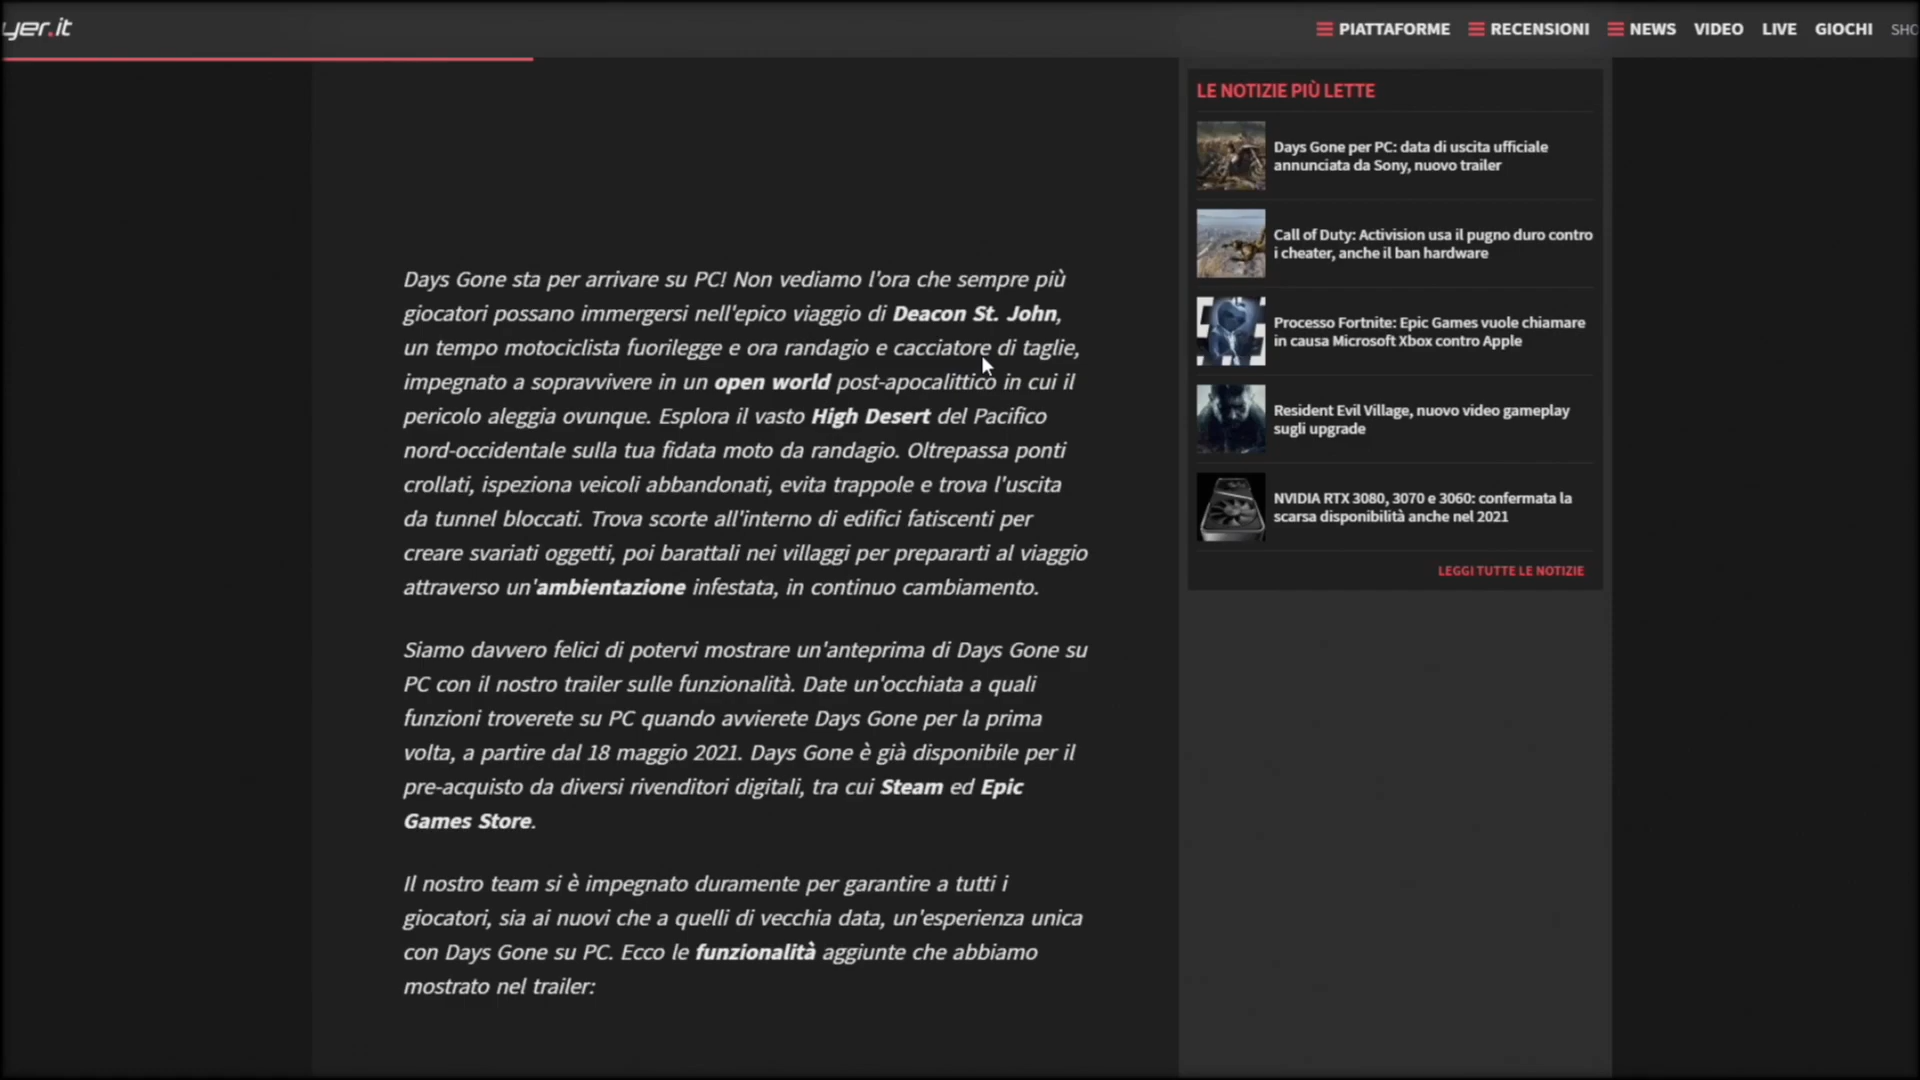 yer.it
PIATTAFORME
RECENSIONI
NEWS
VIDEO
LIVE
GIOCHI
SHO
Days Gone sta per arrivare su PC! Non vediamo l'ora che sempre più
giocatori possano immergersi nell'epico viaggio di Deacon St. John,
un tempo motociclista fuorilegge e ora randagio e cacciatore di taglie,
impegnato a sopravvivere in un open world post-apocalittico in cui il
pericolo aleggia ovunque. Esplora il vasto High Desert del Pacifico
nord-occidentale sulla tua fidata moto da randagio. Oltrepassa ponti
crollati, ispeziona veicoli abbandonati, evita trappole e trova l'uscita
da tunnel bloccati. Trova scorte all'interno di edifici fatiscenti per
creare svariati oggetti, poi barattali nei villaggi per prepararti al viaggio
attraverso un'ambientazione infestata, in continuo cambiamento.
Siamo davvero felici di potervi mostrare un'anteprima di Days Gone su
PC con il nostro trailer sulle funzionalità. Date un'occhiata a quali
funzioni troverete su PC quando avvierete Days Gone per la prima
volta, a partire dal 18 maggio 2021. Days Gone è già disponibile per il
pre-acquisto da diversi rivenditori digitali, tra cui Steam ed Epic
Games Store.
Il nostro team si è impegnato duramente per garantire a tutti i
giocatori, sia ai nuovi che a quelli di vecchia data, un'esperienza unica
con Days Gone su PC. Ecco le funzionalità aggiunte che abbiamo
mostrato nel trailer:
LE NOTIZIE PIÙ LETTE
Days Gone per PC: data di uscita ufficiale
annunciata da Sony, nuovo trailer
Call of Duty: Activision usa il pugno duro contro
i cheater, anche il ban hardware
Processo Fortnite: Epic Games vuole chiamare
in causa Microsoft Xbox contro Apple
Resident Evil Village, nuovo video gameplay
sugli upgrade
NVIDIA RTX 3080, 3070 e 3060: confermata la
scarsa disponibilità anche nel 2021
LEGGI TUTTE LE NOTIZIE